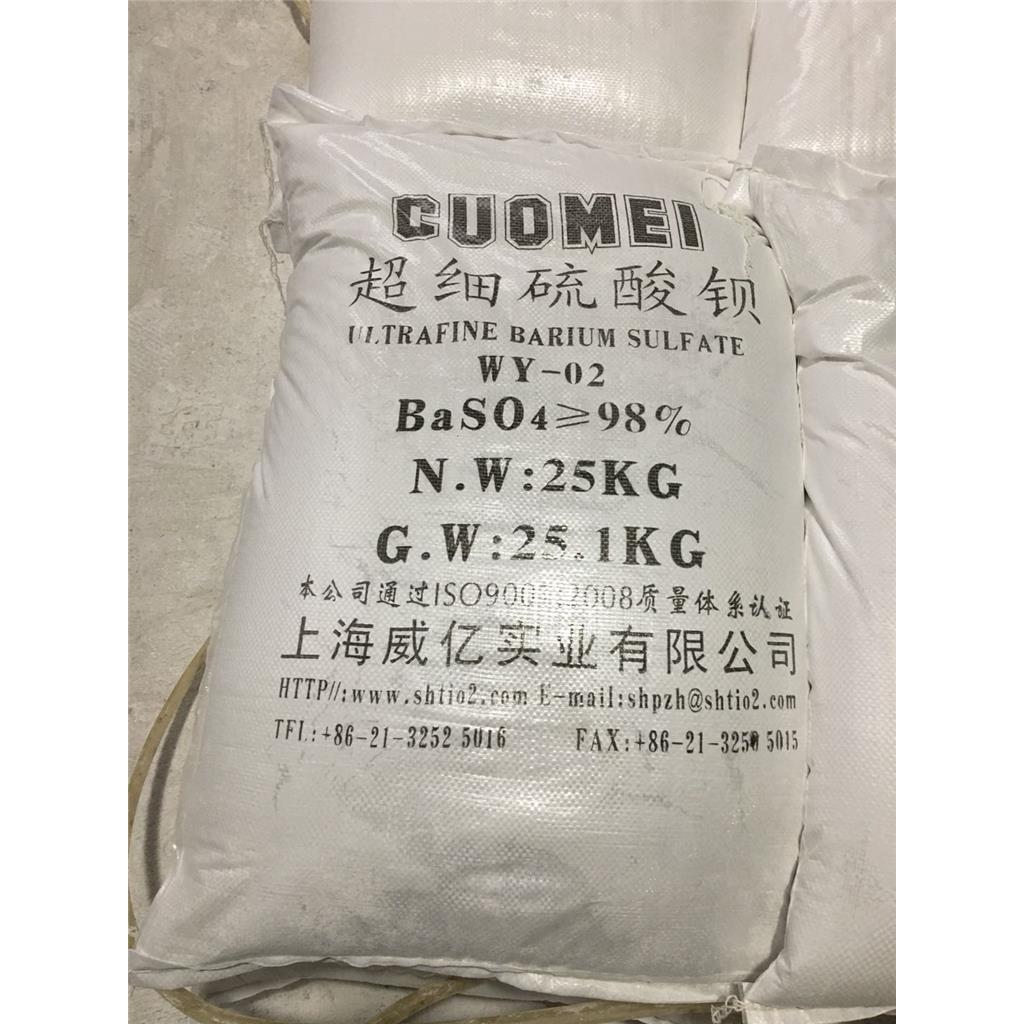 CUOMEI
超细硫酸钡
ULTRAFINE BARIUM SULFATE
WY-02
BaSO4≥98%
N.W:25KG
G.W:25.1KG
本公司通过ISO9001:2008质量体系认证
上海威亿实业有限公司
HTTP//:www.shtio2.com E-mail:shpzh@shtio2.com
TEL:+86-21-3252 5016 FAX:+86-21-3250 5015